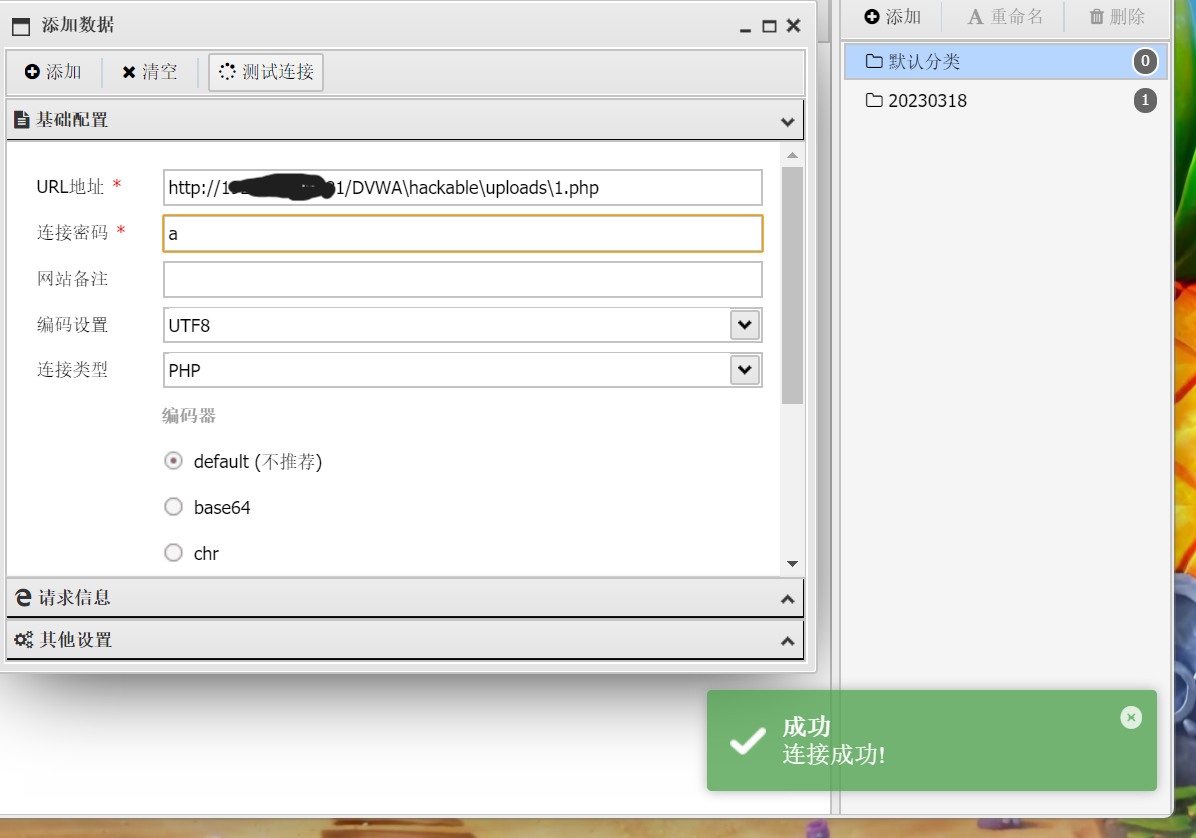 添加数据
添加 清空 测试连接
基础配置
URL地址 *
http://1 1/DVWA\hackable\uploads\1.php
连接密码 *
a
网站备注
编码设置
UTF8
连接类型
PHP
编码器
default (不推荐)
base64
chr
请求信息
其他设置
添加 A 重命名 删除
默认分类 0
20230318 1
成功
连接成功!